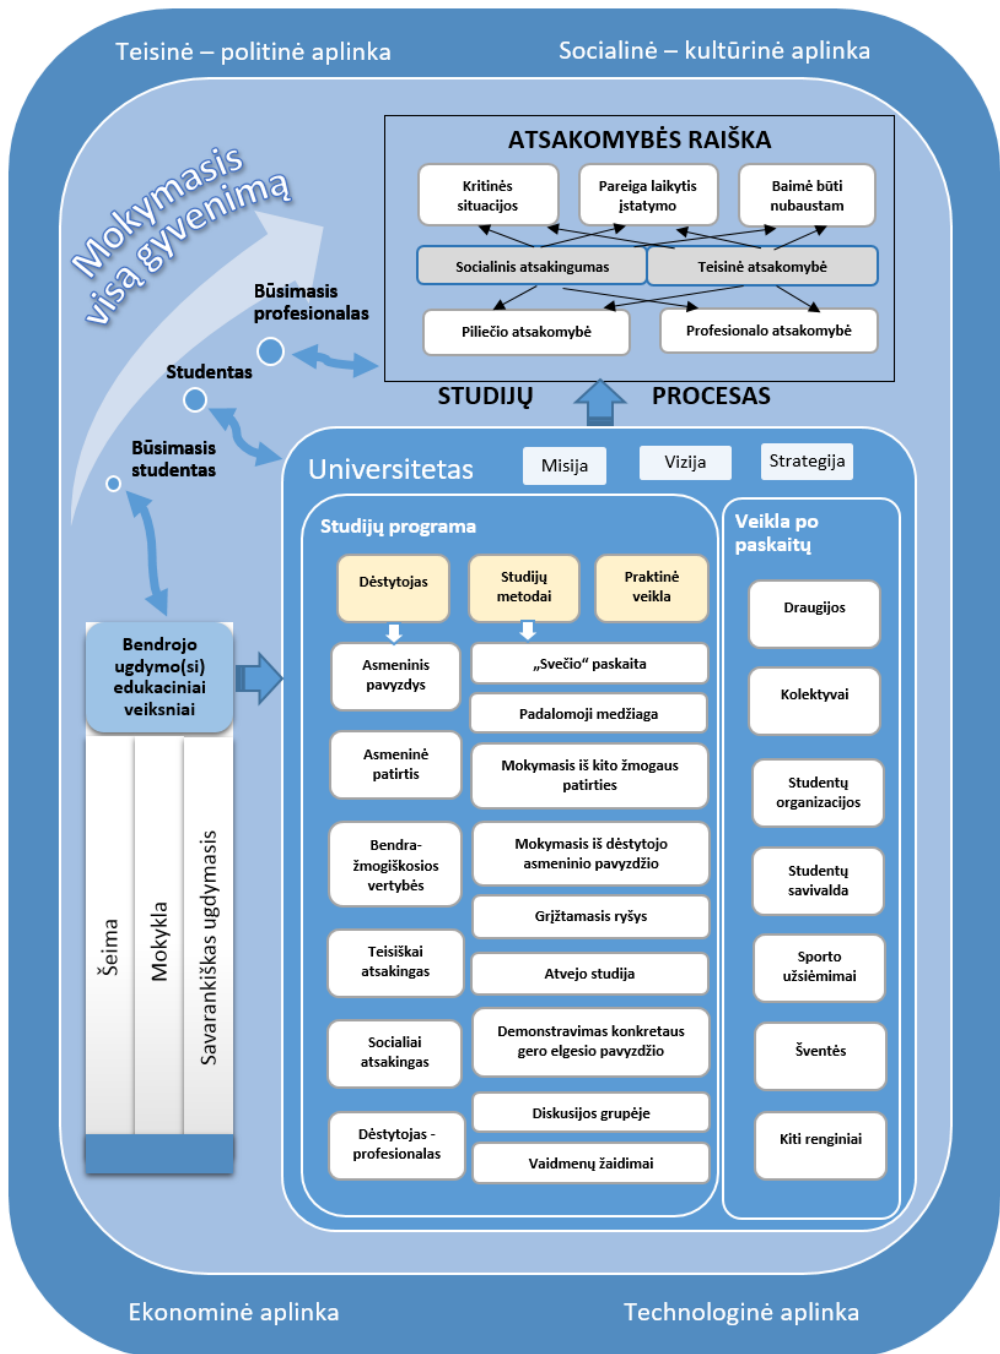 Teisinė – politinė aplinka
Socialinė – kultūrinė aplinka
Mokymasis
visą gyvenimą
ATSAKOMYBĖS RAIŠKA
Kritinės
situacijos
Pareiga laikytis
įstatymo
Baimė būti
nubaustam
Socialinis atsakingumas
Teisinė atsakomybė
Piliečio atsakomybė
Profesionalo atsakomybė
Būsimasis
profesionalas
Studentas
Būsimasis
studentas
STUDIJŲ PROCESAS
Universitetas
Misija
Vizija
Strategija
Bendrojo
ugdymo(si)
edukaciniai
veiksniai
Šeima
Mokykla
Savarankiškas ugdymasis
Studijų programa
Dėstytojas
Studijų
metodai
Praktinė
veikla
Asmeninis
pavyzdys
Asmeninė
patirtis
Bendra-
žmogiškosios
vertybės
Teisiškai
atsakingas
Socialiai
atsakingas
Dėstytojas -
profesionalas
„Svečio“ paskaita
Padalomoji medžiaga
Mokymasis iš kito žmogaus
patirties
Mokymasis iš dėstytojo
asmeninio pavyzdžio
Grįžtamasis ryšys
Atvejo studija
Demonstravimas konkretaus
gero elgesio pavyzdžio
Diskusijos grupėje
Vaidmenų žaidimai
Veikla po
paskaitų
Draugijos
Kolektyvai
Studentų
organizacijos
Studentų
savivalda
Sporto
užsiėmimai
Šventės
Kiti renginiai
Ekonominė aplinka
Technologinė aplinka